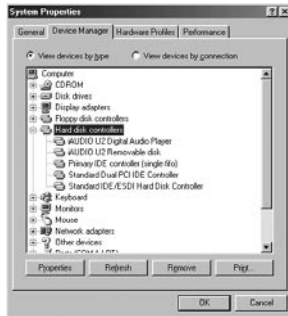 System Properties
General
Device Manager
Hardware Profiles
Performance
View devices by type
View devices by connection
Computer
CDROM
Disk drives
Display adapters
Floppy disk controllers
Hard disk controllers
iAUDIO U2 Digital Audio Player
iAUDIO U2 Removable disk
Primary IDE controller (single fifo)
Standard Dual PCI IDE Controller
Standard IDE/ESDI Hard Disk Controller
Keyboard
Monitors
Mouse
Network adapters
Other devices
Properties
Refresh
Remove
Print...
OK
Cancel